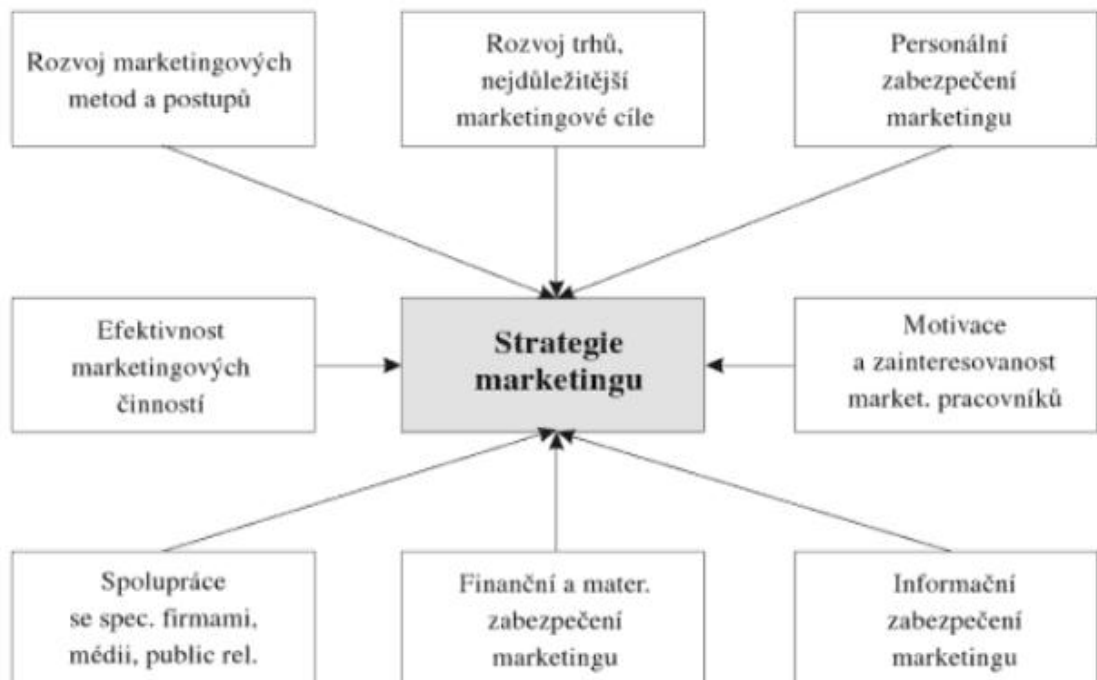 Rozvoj marketingových
metod a postupů
Rozvoj trhů,
nejdůležitější
marketingové cíle
Personální
zabezpečení
marketingu
Efektivnost
marketingových
činností
Strategie
marketingu
Motivace
a zainteresovanost
market. pracovníků
Spolupráce
se spec. firmami,
médii, public rel.
Finanční a mater.
zabezpečení
marketingu
Informační
zabezpečení
marketingu